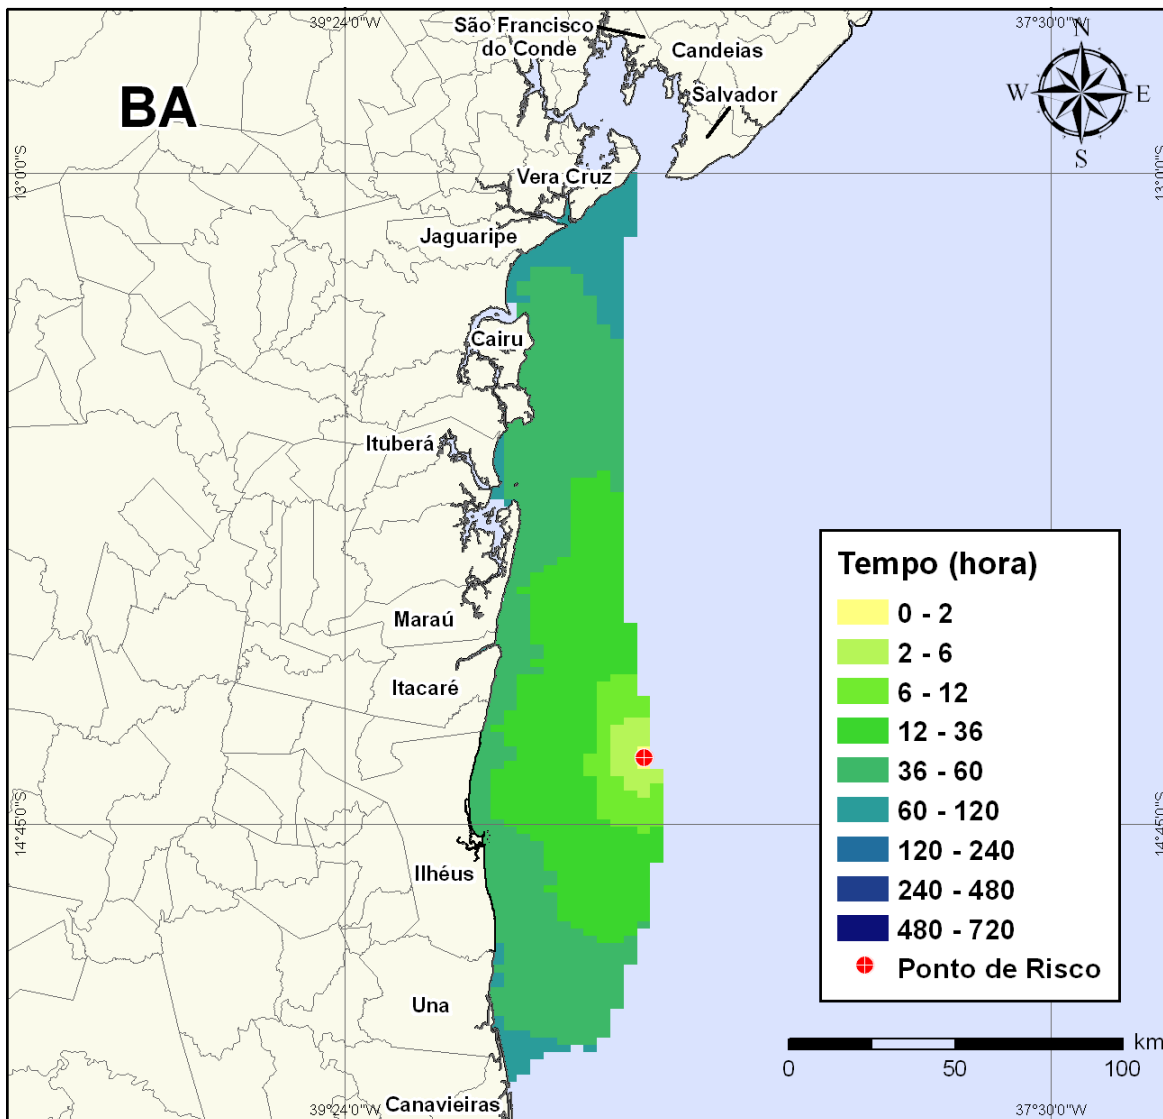 39°24'0"W
37°30'0"W
São Francisco
do Conde
Candeias
Salvador
BA
N
W
E
S
13°0'0"S
13°0'0"S
Vera Cruz
Jaguaripe
Cairu
Ituberá
Maraú
Itacaré
14°45'0"S
14°45'0"S
Ilhéus
Una
Canavieiras
Tempo (hora)
0 - 2
2 - 6
6 - 12
12 - 36
36 - 60
60 - 120
120 - 240
240 - 480
480 - 720
Ponto de Risco
km
0 50 100
39°24'0"W
37°30'0"W